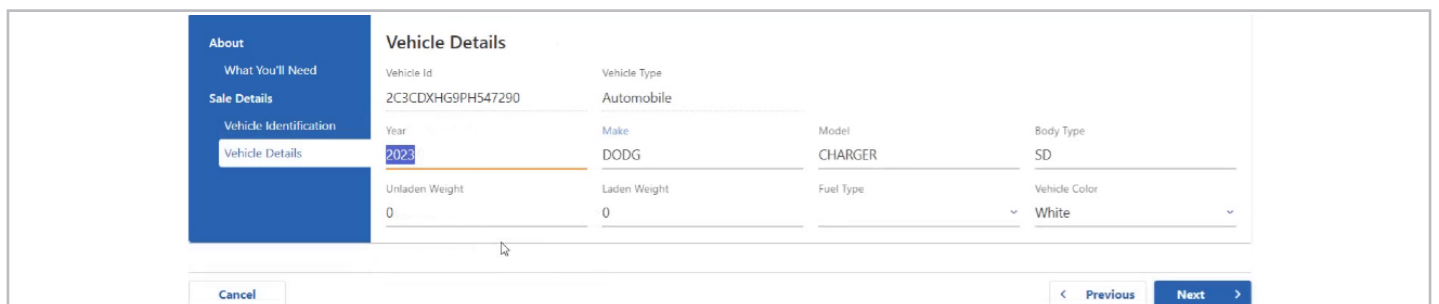 About
What You'll Need
Sale Details
Vehicle Identification
Vehicle Details
Vehicle Details
Vehicle Id Vehicle Type
2C3CDXHG9PH547290 Automobile
Year Make Model Body Type
2023 DODG CHARGER SD
Unladen Weight Laden Weight Fuel Type Vehicle Color
0 0 White
Cancel Previous Next